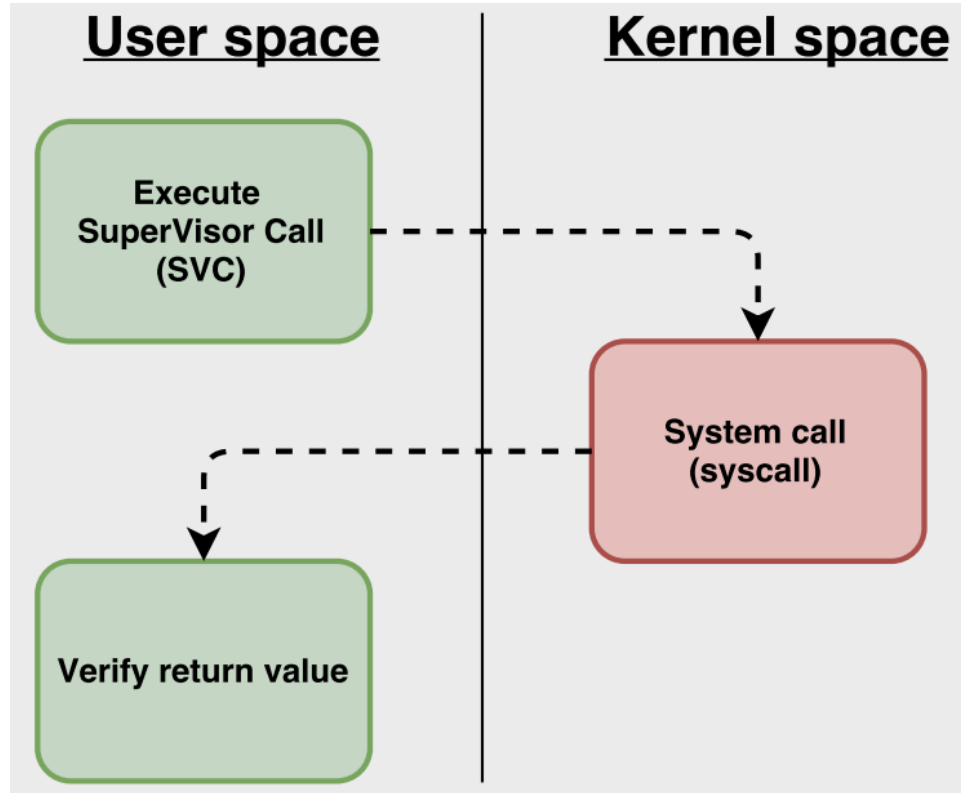 User space
Kernel space
Execute
SuperVisor Call
(SVC)
System call
(syscall)
Verify return value